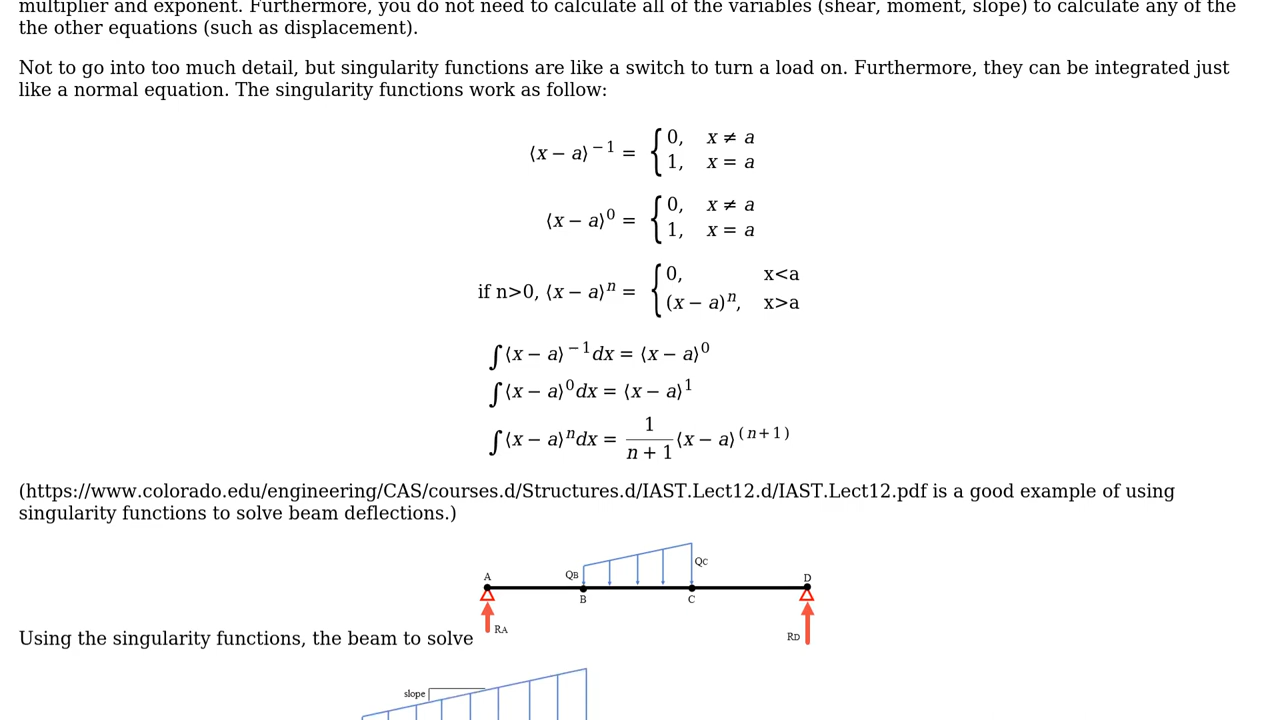 multiplier and exponent. Furthermore, you do not need to calculate all of the variables (shear, moment, slope) to calculate any of the
the other equations (such as displacement).
Not to go into too much detail, but singularity functions are like a switch to turn a load on. Furthermore, they can be integrated just
like a normal equation. The singularity functions work as follow:
⟨x − a⟩⁻¹ = { 0, x ≠ a
1, x = a
⟨x − a⟩⁰ = { 0, x ≠ a
1, x = a
if n>0, ⟨x − a⟩ⁿ = { 0, x<a
(x − a)ⁿ, x>a
∫⟨x − a⟩⁻¹dx = ⟨x − a⟩⁰
∫⟨x − a⟩⁰dx = ⟨x − a⟩¹
∫⟨x − a⟩ⁿdx = 1/(n + 1) ⟨x − a⟩⁽ⁿ⁺¹⁾
(https://www.colorado.edu/engineering/CAS/courses.d/Structures.d/IAST.Lect12.d/IAST.Lect12.pdf is a good example of using
singularity functions to solve beam deflections.)
QC
A QB D
B C
RA
RD
Using the singularity functions, the beam to solve
slope